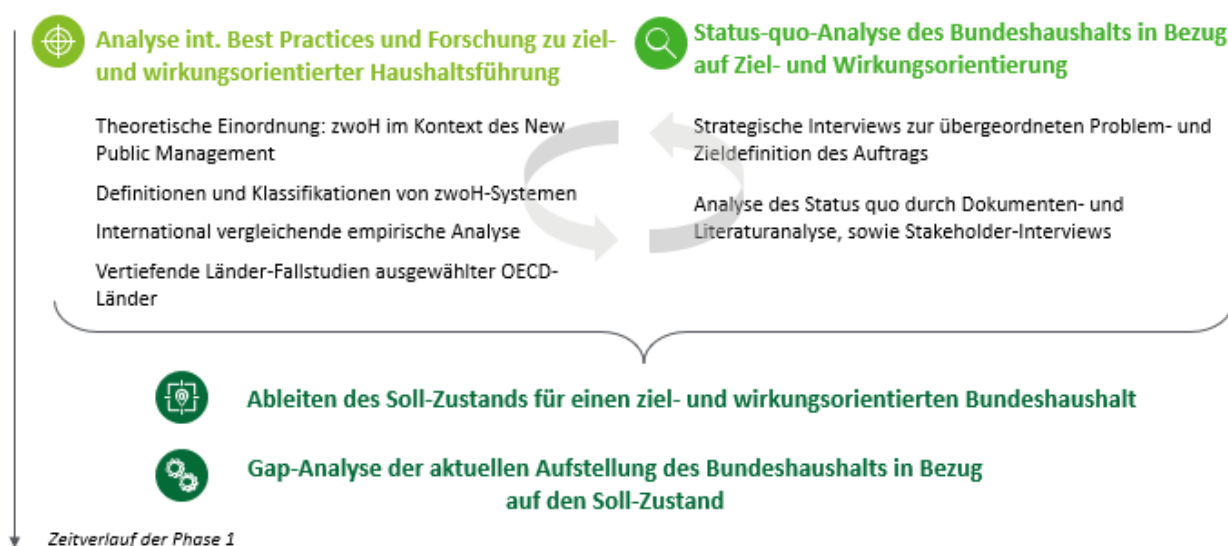 Analyse int. Best Practices und Forschung zu ziel-
und wirkungsorientierter Haushaltsführung
Theoretische Einordnung: zwoH im Kontext des New
Public Management
Definitionen und Klassifikationen von zwoH-Systemen
International vergleichende empirische Analyse
Vertiefende Länder-Fallstudien ausgewählter OECD-
Länder
Status-quo-Analyse des Bundeshaushalts in Bezug
auf Ziel- und Wirkungsorientierung
Strategische Interviews zur übergeordneten Problem- und
Zieldefinition des Auftrags
Analyse des Status quo durch Dokumenten- und
Literaturanalyse, sowie Stakeholder-Interviews
Ableiten des Soll-Zustands für einen ziel- und wirkungsorientierten Bundeshaushalt
Gap-Analyse der aktuellen Aufstellung des Bundeshaushalts in Bezug
auf den Soll-Zustand
Zeitverlauf der Phase 1